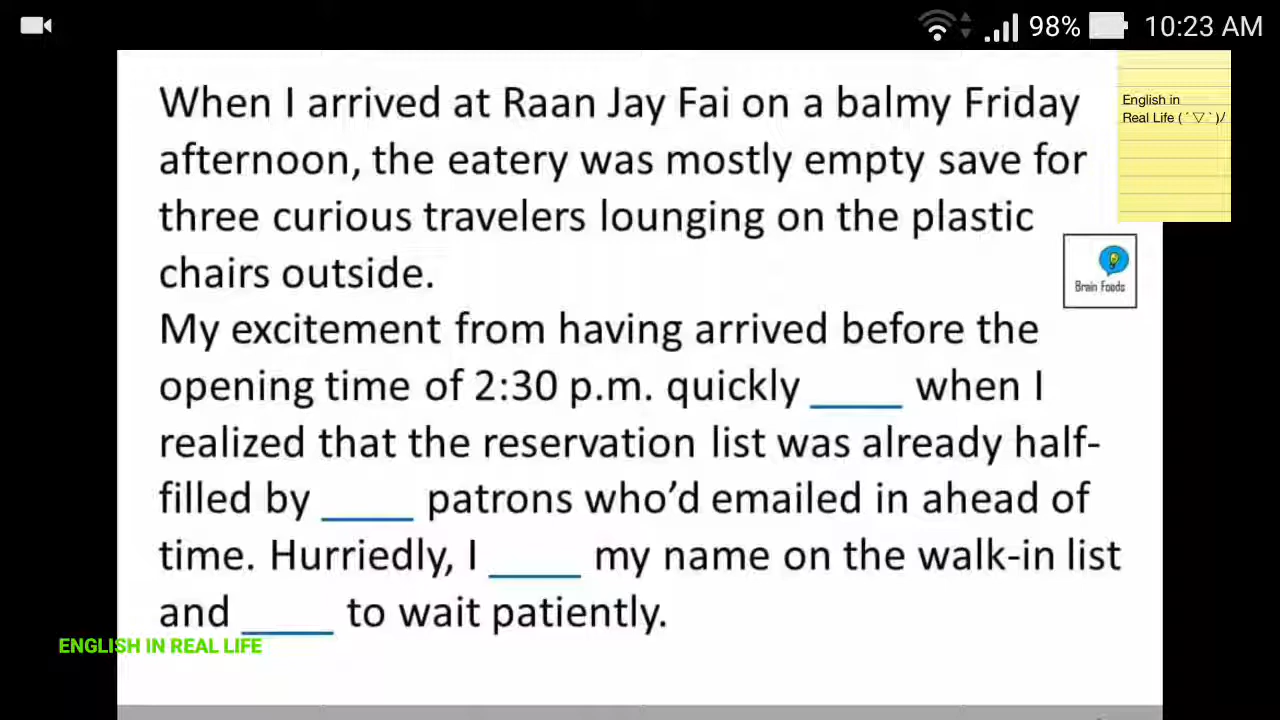 98% 10:23 AM
When I arrived at Raan Jay Fai on a balmy Friday
afternoon, the eatery was mostly empty save for
three curious travelers lounging on the plastic
chairs outside.
My excitement from having arrived before the
opening time of 2:30 p.m. quickly _____ when I
realized that the reservation list was already half-
filled by _____ patrons who’d emailed in ahead of
time. Hurriedly, I _____ my name on the walk-in list
and _____ to wait patiently.
English in
Real Life ( ´ ▽ ` )/
Brain Foods
ENGLISH IN REAL LIFE